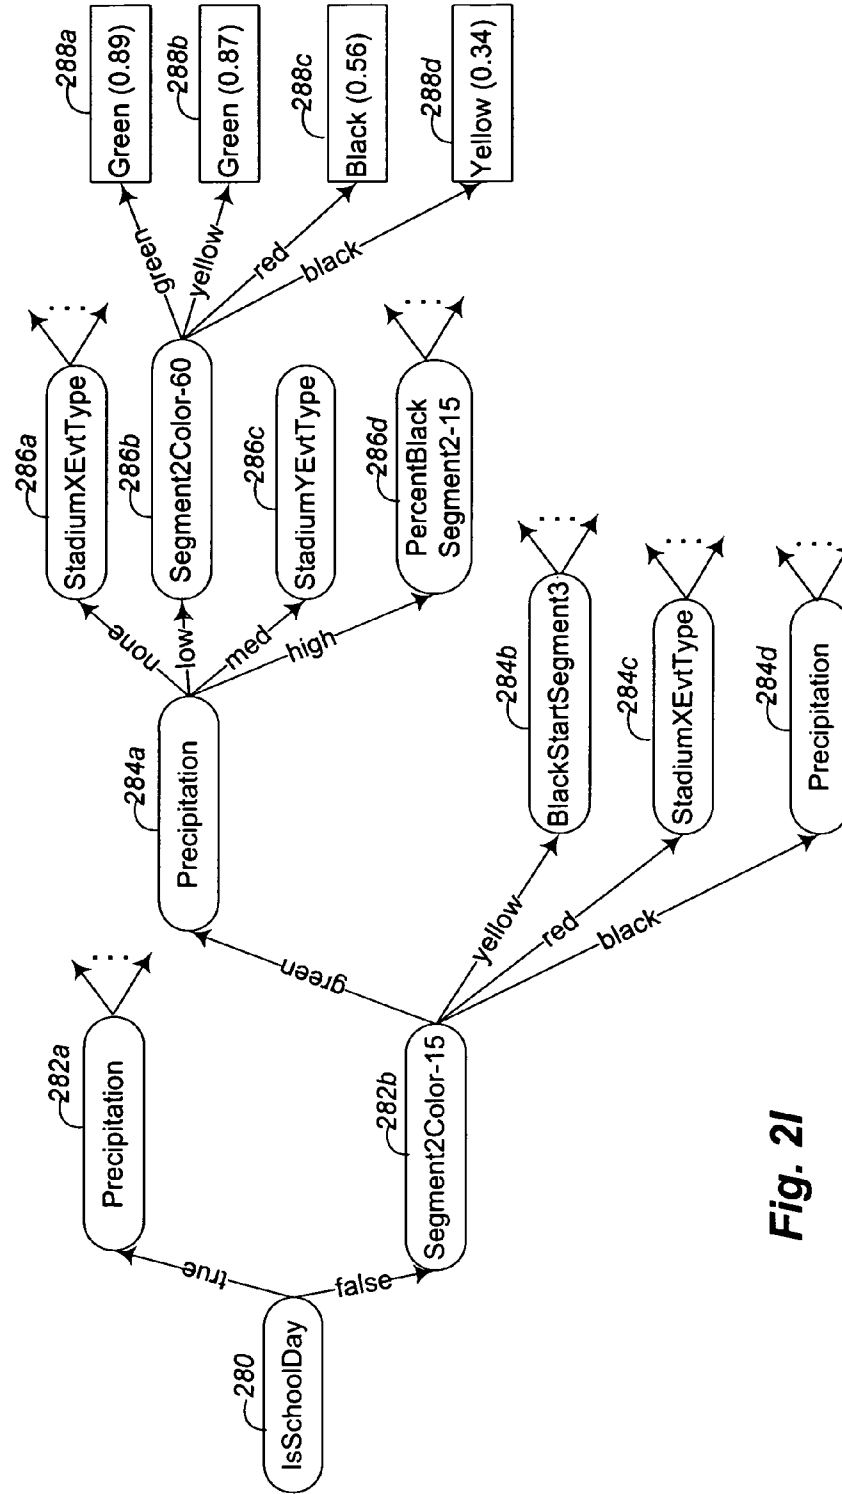 280
IsSchoolDay
true
false
282a
Precipitation
282b
Segment2Color-15
green
yellow
red
black
284a
Precipitation
284b
BlackStartSegment3
284c
StadiumXEvtType
284d
Precipitation
none
low
med
high
286a
StadiumXEvtType
286b
Segment2Color-60
286c
StadiumYEvtType
286d
PercentBlack
Segment2-15
green
yellow
red
black
288a
Green (0.89)
288b
Green (0.87)
288c
Black (0.56)
288d
Yellow (0.34)
Fig. 2I